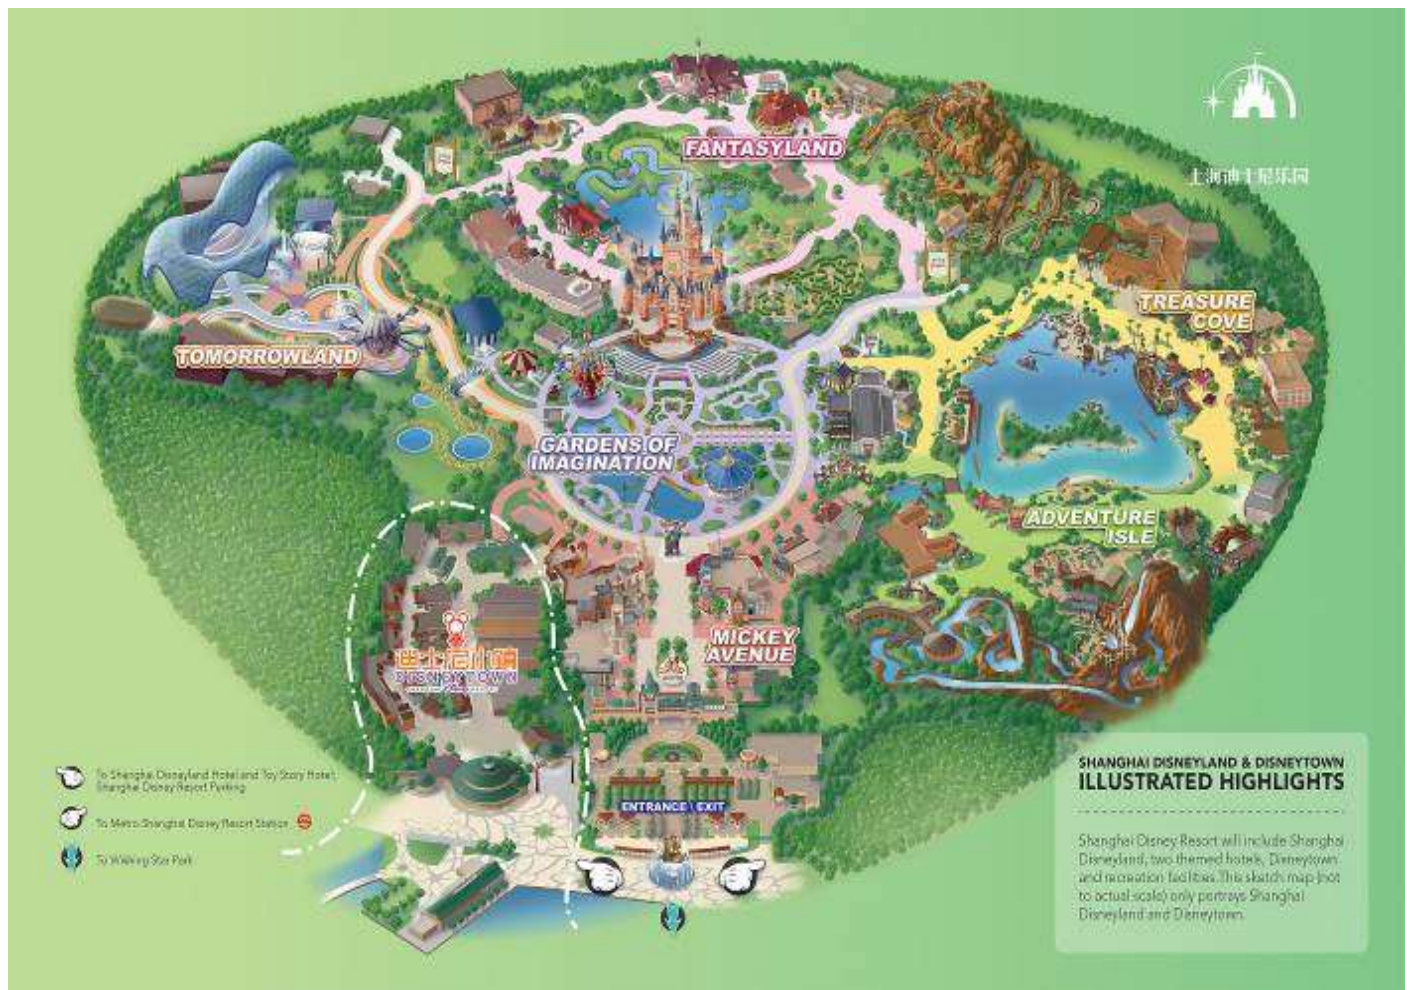 上海迪士尼乐园
FANTASYLAND
TREASURE
COVE
TOMORROWLAND
GARDENS OF
IMAGINATION
ADVENTURE
ISLE
MICKEY
AVENUE
迪士尼小镇
DISNEYTOWN
ENTRANCE \ EXIT
To Shanghai Disneyland Hotel and Toy Story Hotel,
Shanghai Disney Resort Parking
To Metro Shanghai Disney Resort Station
To Wishing Star Park
SHANGHAI DISNEYLAND & DISNEYTOWN
ILLUSTRATED HIGHLIGHTS
Shanghai Disney Resort will include Shanghai
Disneyland, two themed hotels, Disneytown
and recreation facilities. This sketch map (not
to actual scale) only portrays Shanghai
Disneyland and Disneytown.